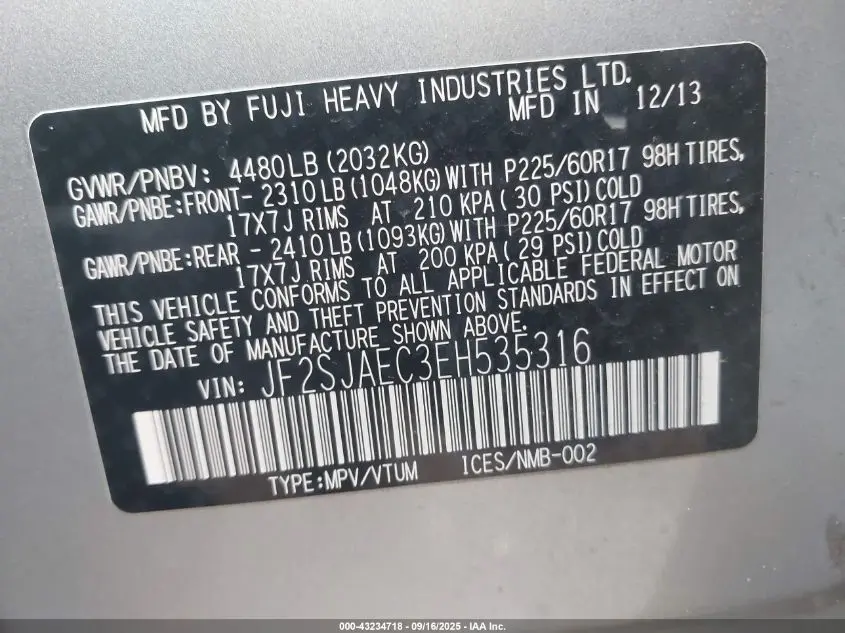 MFD BY FUJI HEAVY INDUSTRIES LTD.
MFD IN 12/13
GVWR/PNBV: 4480LB (2032KG)
GAWR/PNBE:FRONT- 2310LB(1048KG)WITH P225/60R17 98H TIRES,
17X7J RIMS AT 210 KPA( 30 PSI)COLD
GAWR/PNBE:REAR - 2410LB(1093KG)WITH P225/60R17 98H TIRES,
17X7J RIMS AT 200 KPA( 29 PSI)COLD
THIS VEHICLE CONFORMS TO ALL APPLICABLE FEDERAL MOTOR
VEHICLE SAFETY AND THEFT PREVENTION STANDARDS IN EFFECT ON
THE DATE OF MANUFACTURE SHOWN ABOVE.
VIN: JF2SJAEC3EH535316
TYPE:MPV/VTUM ICES/NMB-002
000-43234718 - 09/16/2025 - IAA Inc.